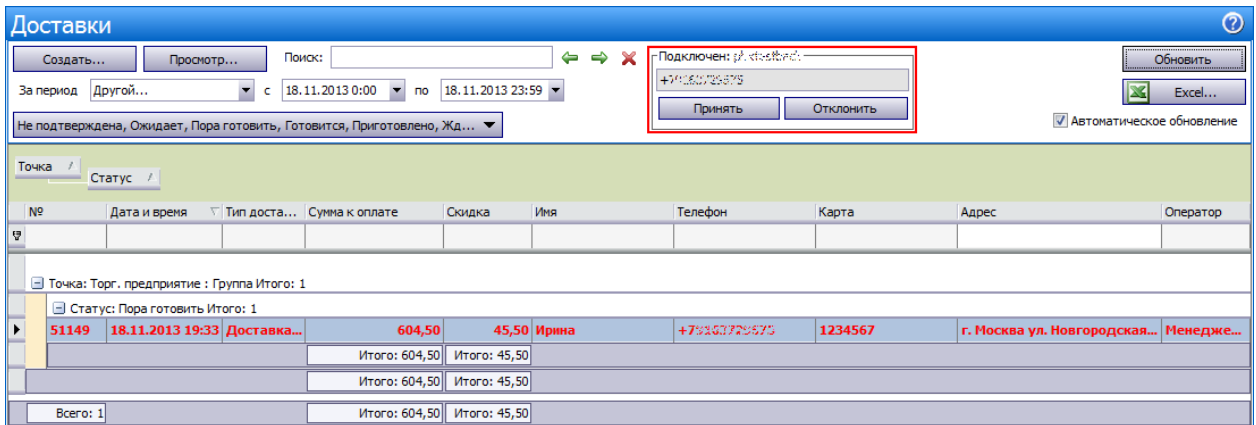 Доставки
Создать... Просмотр... Поиск: Подключен: Обновить
За период Другой... с 18.11.2013 0:00 по 18.11.2013 23:59 Принять Отклонить Excel...
Не подтверждена, Ожидает, Пора готовить, Готовится, Приготовлено, Жд... Автоматическое обновление
Точка
Статус
№ Дата и время Тип доста... Сумма к оплате Скидка Имя Телефон Карта Адрес Оператор
Точка: Торг. предприятие : Группа Итого: 1
Статус: Пора готовить Итого: 1
51149 18.11.2013 19:33 Доставка... 604,50 45,50 Ирина 1234567 г. Москва ул. Новгородская... Менедже...
Итого: 604,50 Итого: 45,50
Итого: 604,50 Итого: 45,50
Всего: 1 Итого: 604,50 Итого: 45,50